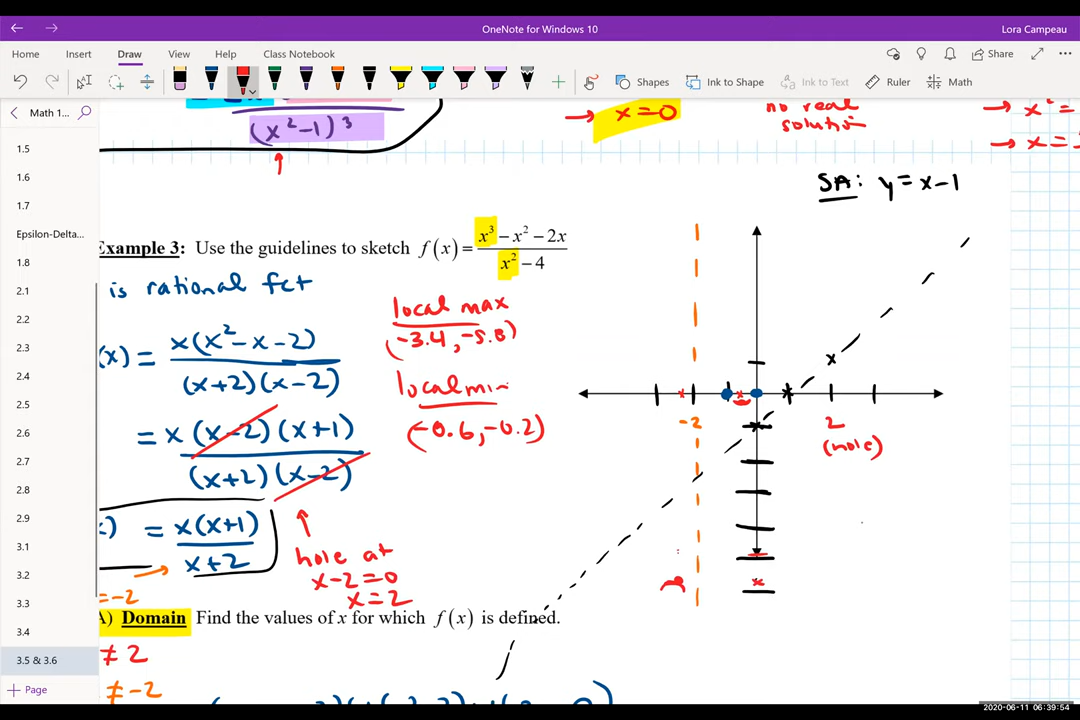 OneNote for Windows 10
Lora Campeau
Home Insert Draw View Help Class Notebook
Share
Shapes
Ink to Shape
Ink to Text
Ruler
Math
Math 1...
1.5
1.6
1.7
Epsilon-Delta...
1.8
2.1
2.2
2.3
2.4
2.5
2.6
2.7
2.8
2.9
3.1
3.2
3.3
3.4
3.5 & 3.6
Page
(x²-1)³
→ x=0
no real
solution
→ x² =
→ x =
SA: y = x-1
Example 3: Use the guidelines to sketch f(x) = (x³ - x² - 2x)/(x² - 4)
is rational fct
(x) = x(x²-x-2)
(x+2)(x-2)
= x(x-2)(x+1)
(x+2)(x-2)
= x(x+1)
x+2
→
= -2
local max
(-3.4, -5.8)
local min
(-0.6, -0.2)
hole at
x-2=0
x=2
-2
2
(hole)
A) Domain Find the values of x for which f(x) is defined.
≠ 2
≠ -2
2020-06-11 06:39:54